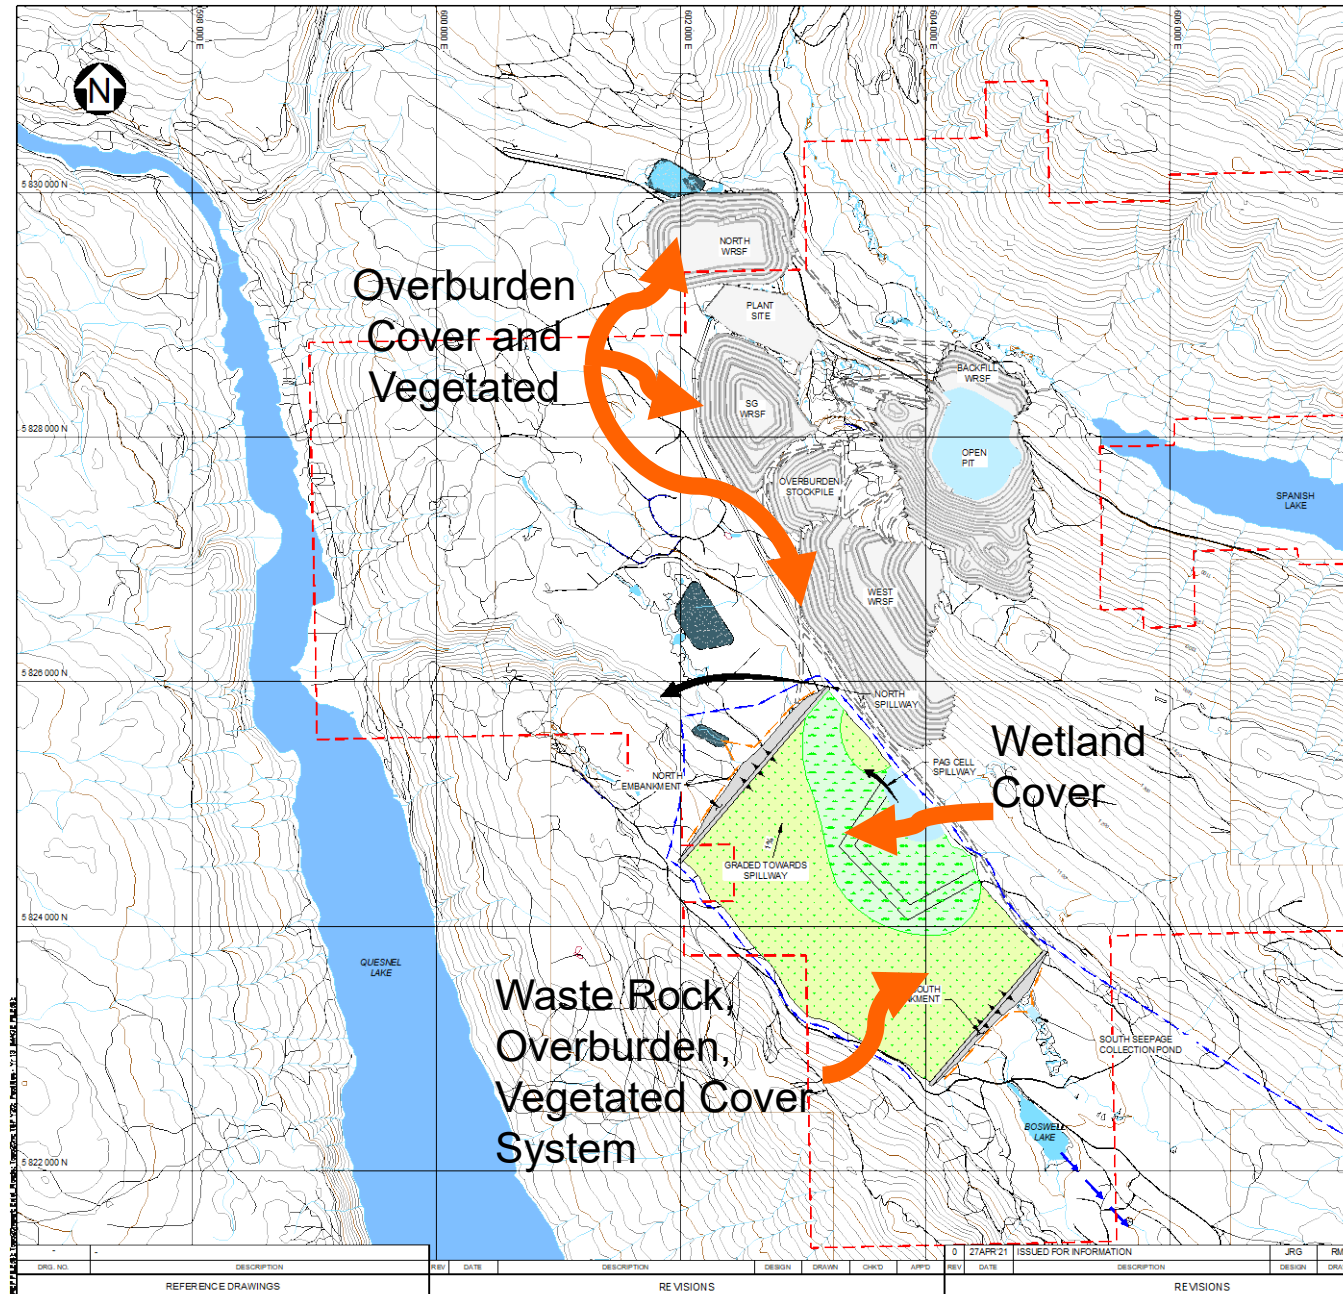 598 000 E
600 000 E
602 000 E
604 000 E
606 000 E
N
5 830 000 N
NORTH
WRSF
Overburden
Cover and
Vegetated
PLANT
SITE
BACKFILL
WRSF
SG
WRSF
5 828 000 N
OPEN
PIT
OVERBURDEN
STOCKPILE
SPANISH
LAKE
WEST
WRSF
5 826 000 N
NORTH
SPILLWAY
Wetland
Cover
PAG CELL
SPILLWAY
NORTH
EMBANKMENT
1%
GRADED TOWARDS
SPILLWAY
5 824 000 N
QUESNEL
LAKE
Waste Rock,
Overburden,
Vegetated Cover
System
SOUTH SEEPAGE
COLLECTION POND
BOSWELL
LAKE
5 822 000 N
0 27APR'21 ISSUED FOR INFORMATION JRG
DRG. NO. DESCRIPTION REV DATE DESCRIPTION DESIGN DRAWN CHK'D APP'D REV DATE DESCRIPTION DESIGN
REFERENCE DRAWINGS REVISIONS REVISIONS